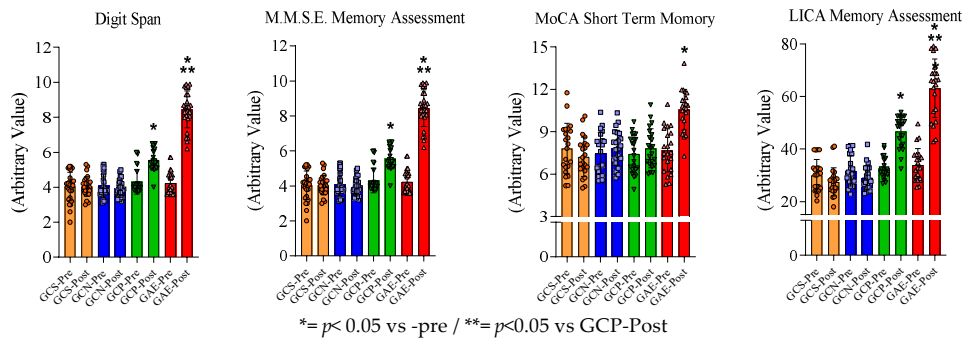 Digit Span
(Arbitrary Value)
12
10
8
6
4
2
0
GCS-Pre
GCS-Post
GCN-Pre
GCN-Post
GCP-Pre
GCP-Post
GAE-Pre
GAE-Post
*
*
**
M.M.S.E. Memory Assessment
(Arbitrary Value)
12
10
8
6
4
2
0
GCS-Pre
GCS-Post
GCN-Pre
GCN-Post
GCP-Pre
GCP-Post
GAE-Pre
GAE-Post
*
*
**
MoCA Short Term Momory
(Arbitrary Value)
15
12
9
6
3
0
GCS-Pre
GCS-Post
GCN-Pre
GCN-Post
GCP-Pre
GCP-Post
GAE-Pre
GAE-Post
*
LICA Memory Assessment
(Arbitrary Value)
80
60
40
20
0
GCS-Pre
GCS-Post
GCN-Pre
GCN-Post
GCP-Pre
GCP-Post
GAE-Pre
GAE-Post
*
*
**
*= p< 0.05 vs -pre / **= p<0.05 vs GCP-Post